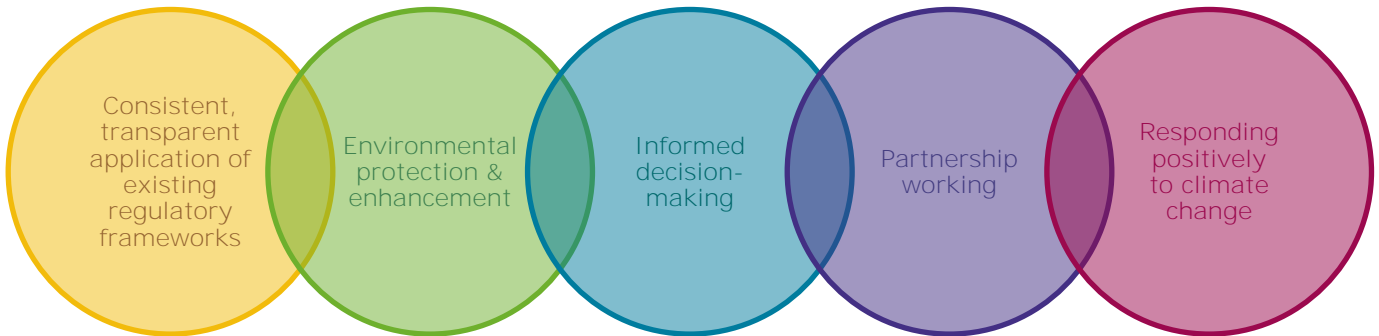 Consistent,
transparent
application of
existing
regulatory
frameworks
Environmental
protection &
enhancement
Informed
decision-
making
Partnership
working
Responding
positively
to climate
change